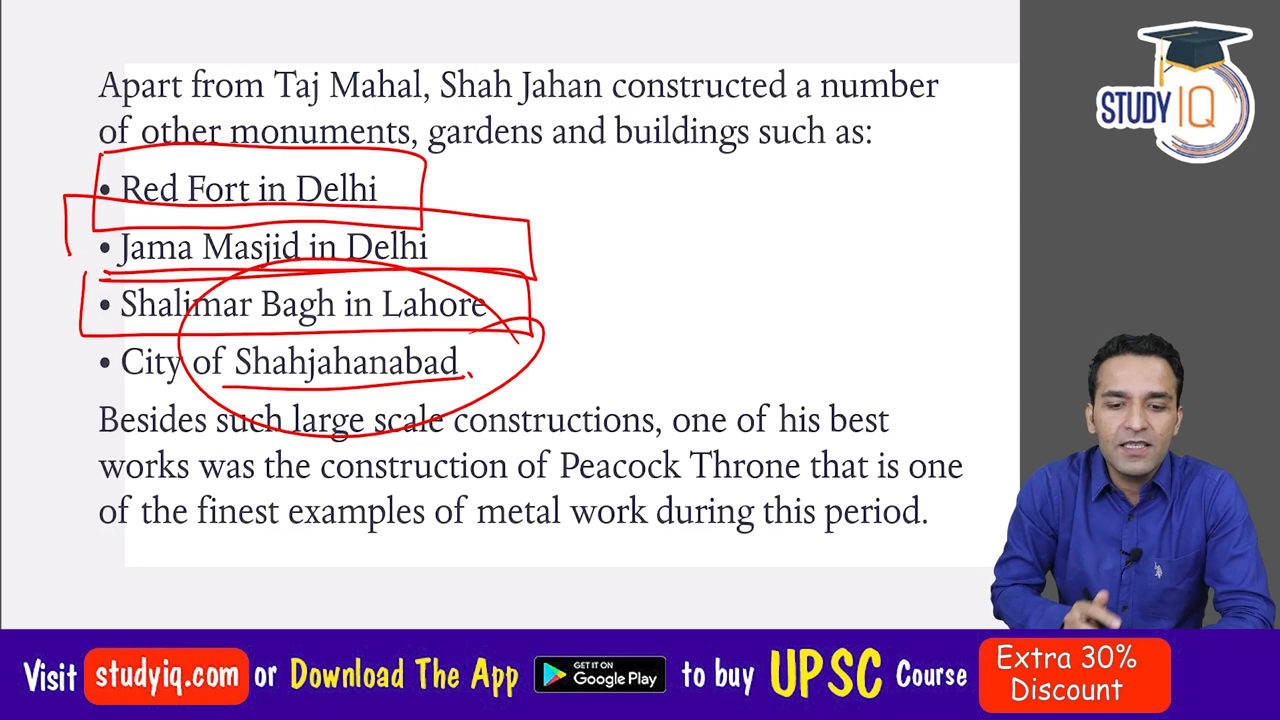 Apart from Taj Mahal, Shah Jahan constructed a number
of other monuments, gardens and buildings such as:
• Red Fort in Delhi
• Jama Masjid in Delhi
• Shalimar Bagh in Lahore
• City of Shahjahanabad
Besides such large scale constructions, one of his best
works was the construction of Peacock Throne that is one
of the finest examples of metal work during this period.
STUDY IQ
Visit studyiq.com or Download The App GET IT ON Google Play to buy UPSC Course Extra 30% Discount